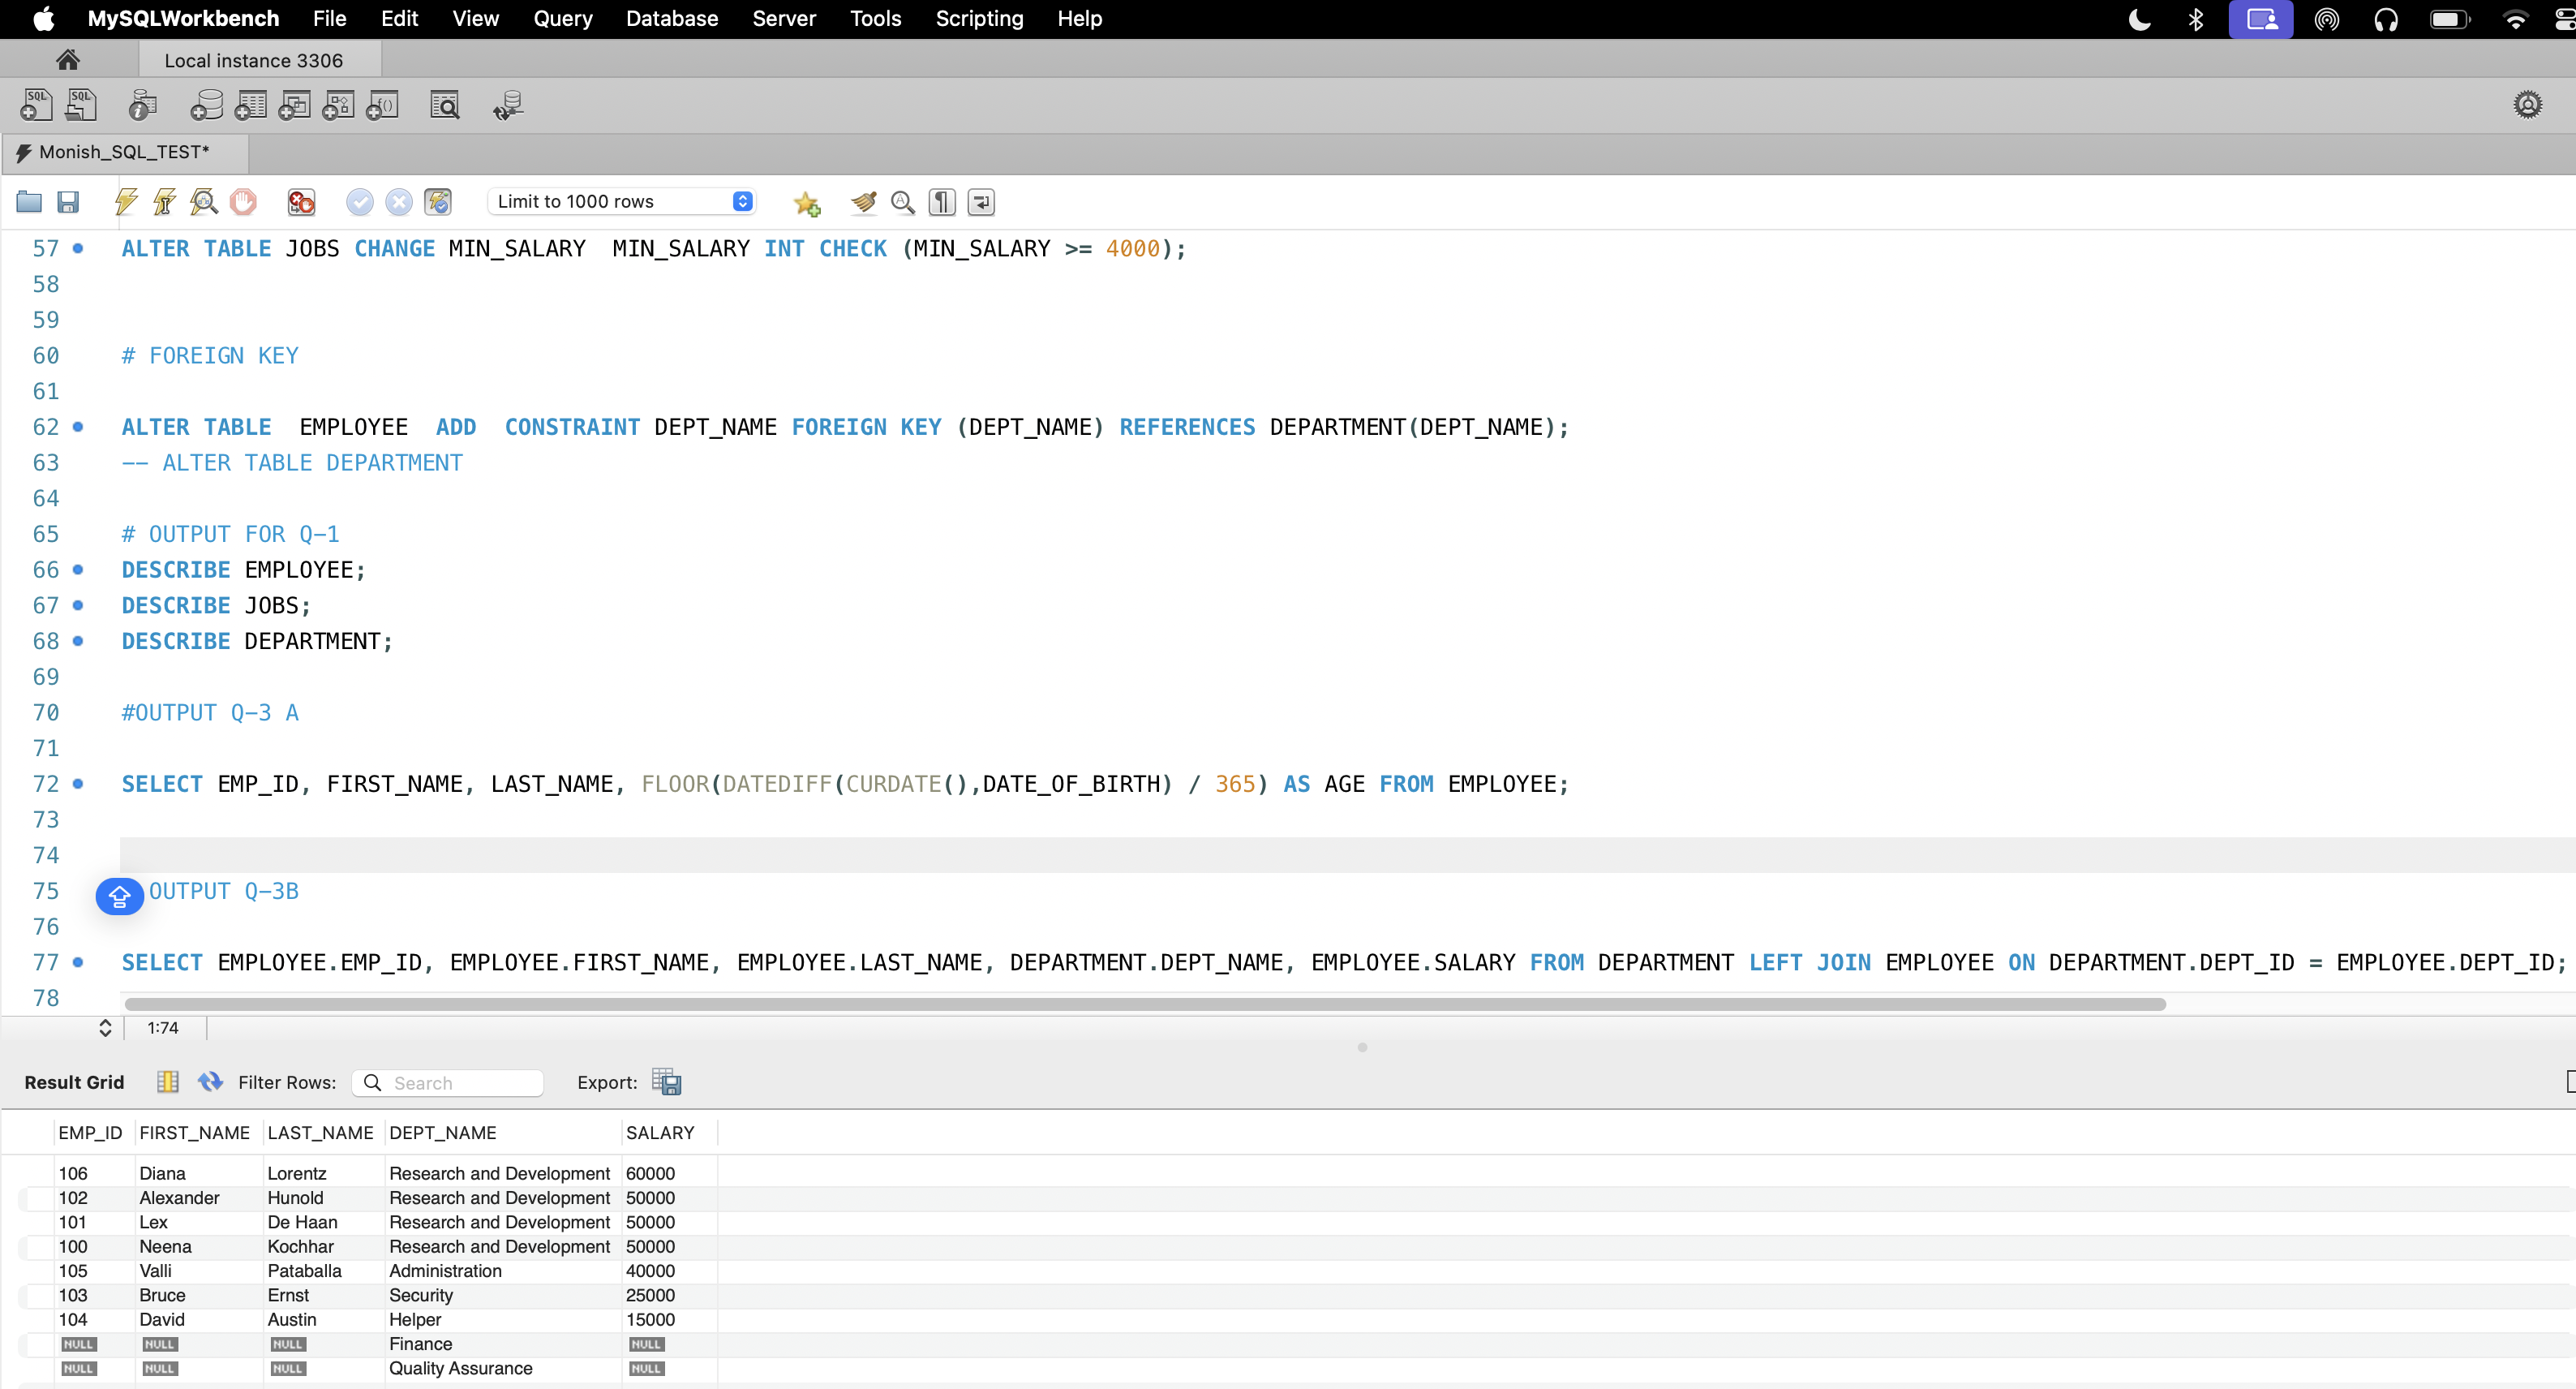 MySQLWorkbench File Edit View Query Database Server Tools Scripting Help
Local instance 3306
SQL SQL
Monish_SQL_TEST*
Limit to 1000 rows
57 ALTER TABLE JOBS CHANGE MIN_SALARY  MIN_SALARY INT CHECK (MIN_SALARY >= 4000);
58
59
60 # FOREIGN KEY
61
62 ALTER TABLE  EMPLOYEE  ADD  CONSTRAINT DEPT_NAME FOREIGN KEY (DEPT_NAME) REFERENCES DEPARTMENT(DEPT_NAME);
63 -- ALTER TABLE DEPARTMENT
64
65 # OUTPUT FOR Q-1
66 DESCRIBE EMPLOYEE;
67 DESCRIBE JOBS;
68 DESCRIBE DEPARTMENT;
69
70 #OUTPUT Q-3 A
71
72 SELECT EMP_ID, FIRST_NAME, LAST_NAME, FLOOR(DATEDIFF(CURDATE(),DATE_OF_BIRTH) / 365) AS AGE FROM EMPLOYEE;
73
74
75 OUTPUT Q-3B
76
77 SELECT EMPLOYEE.EMP_ID, EMPLOYEE.FIRST_NAME, EMPLOYEE.LAST_NAME, DEPARTMENT.DEPT_NAME, EMPLOYEE.SALARY FROM DEPARTMENT LEFT JOIN EMPLOYEE ON DEPARTMENT.DEPT_ID = EMPLOYEE.DEPT_ID;
78
1:74
Result Grid Filter Rows: Search Export:
EMP_ID FIRST_NAME LAST_NAME DEPT_NAME SALARY
106 Diana Lorentz Research and Development 60000
102 Alexander Hunold Research and Development 50000
101 Lex De Haan Research and Development 50000
100 Neena Kochhar Research and Development 50000
105 Valli Pataballa Administration 40000
103 Bruce Ernst Security 25000
104 David Austin Helper 15000
NULL NULL NULL Finance NULL
NULL NULL NULL Quality Assurance NULL